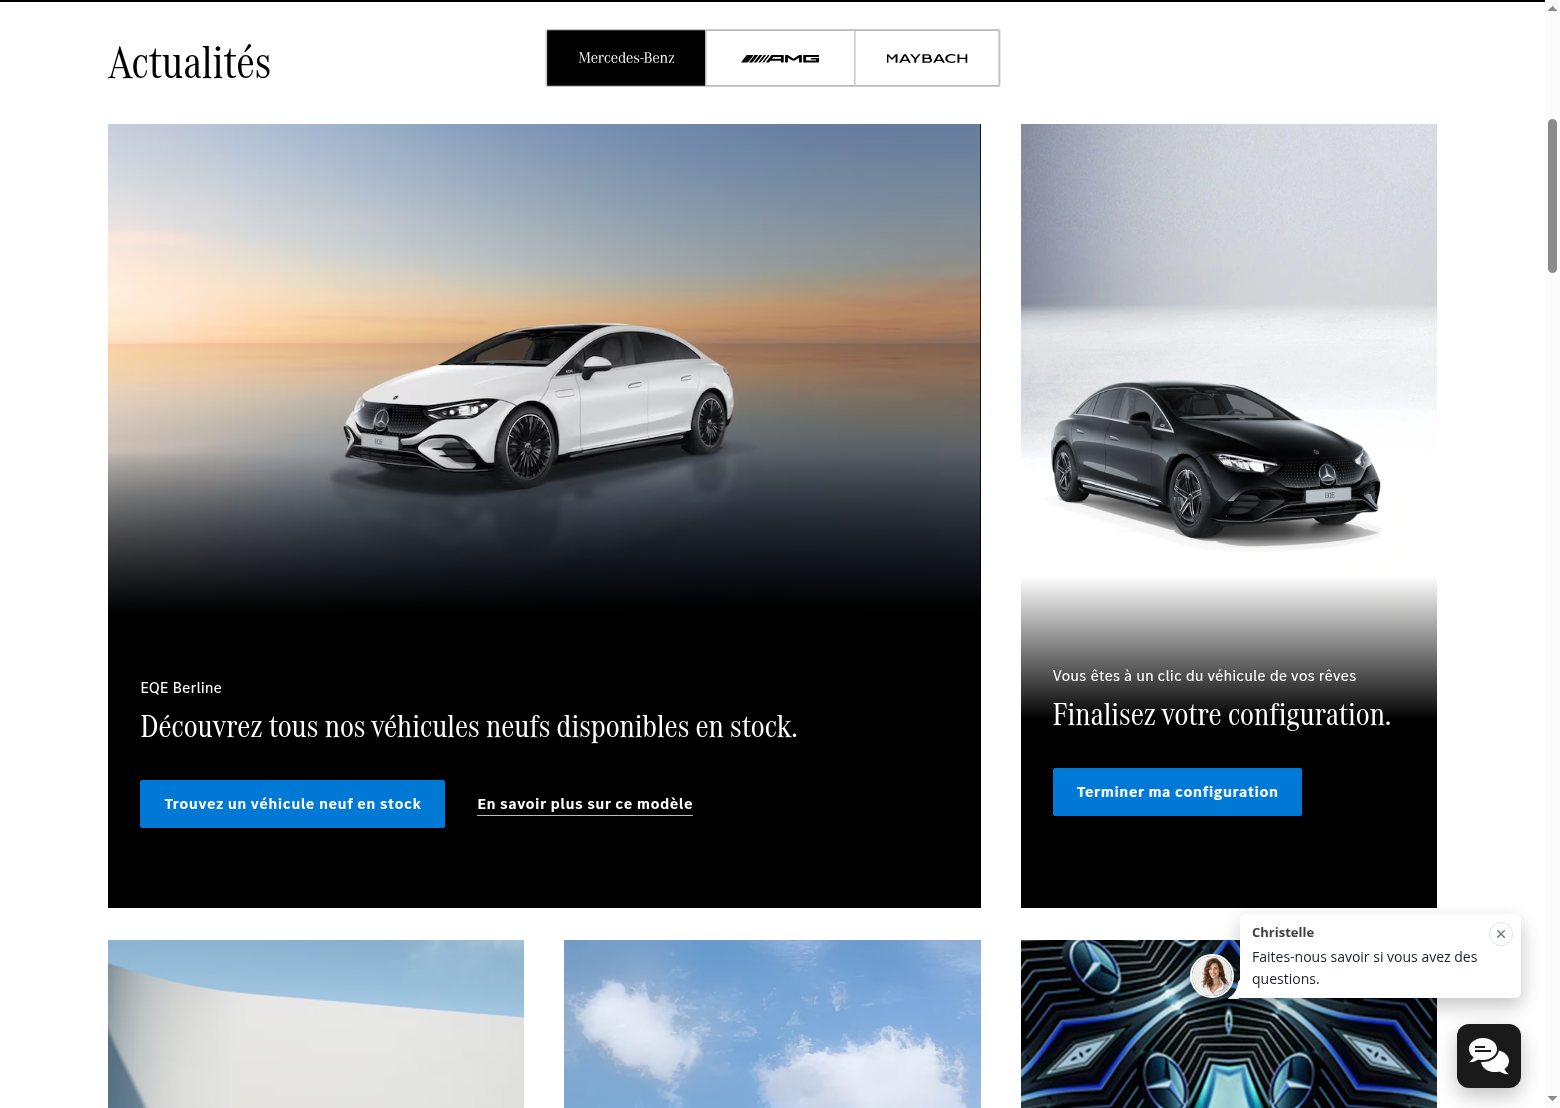 Actualités
Mercedes-Benz
AMG
MAYBACH
EQE
EQE Berline
Découvrez tous nos véhicules neufs disponibles en stock.
Trouvez un véhicule neuf en stock
En savoir plus sur ce modèle
EQE
Vous êtes à un clic du véhicule de vos rêves
Finalisez votre configuration.
Terminer ma configuration
Christelle
Faites-nous savoir si vous avez des
questions.